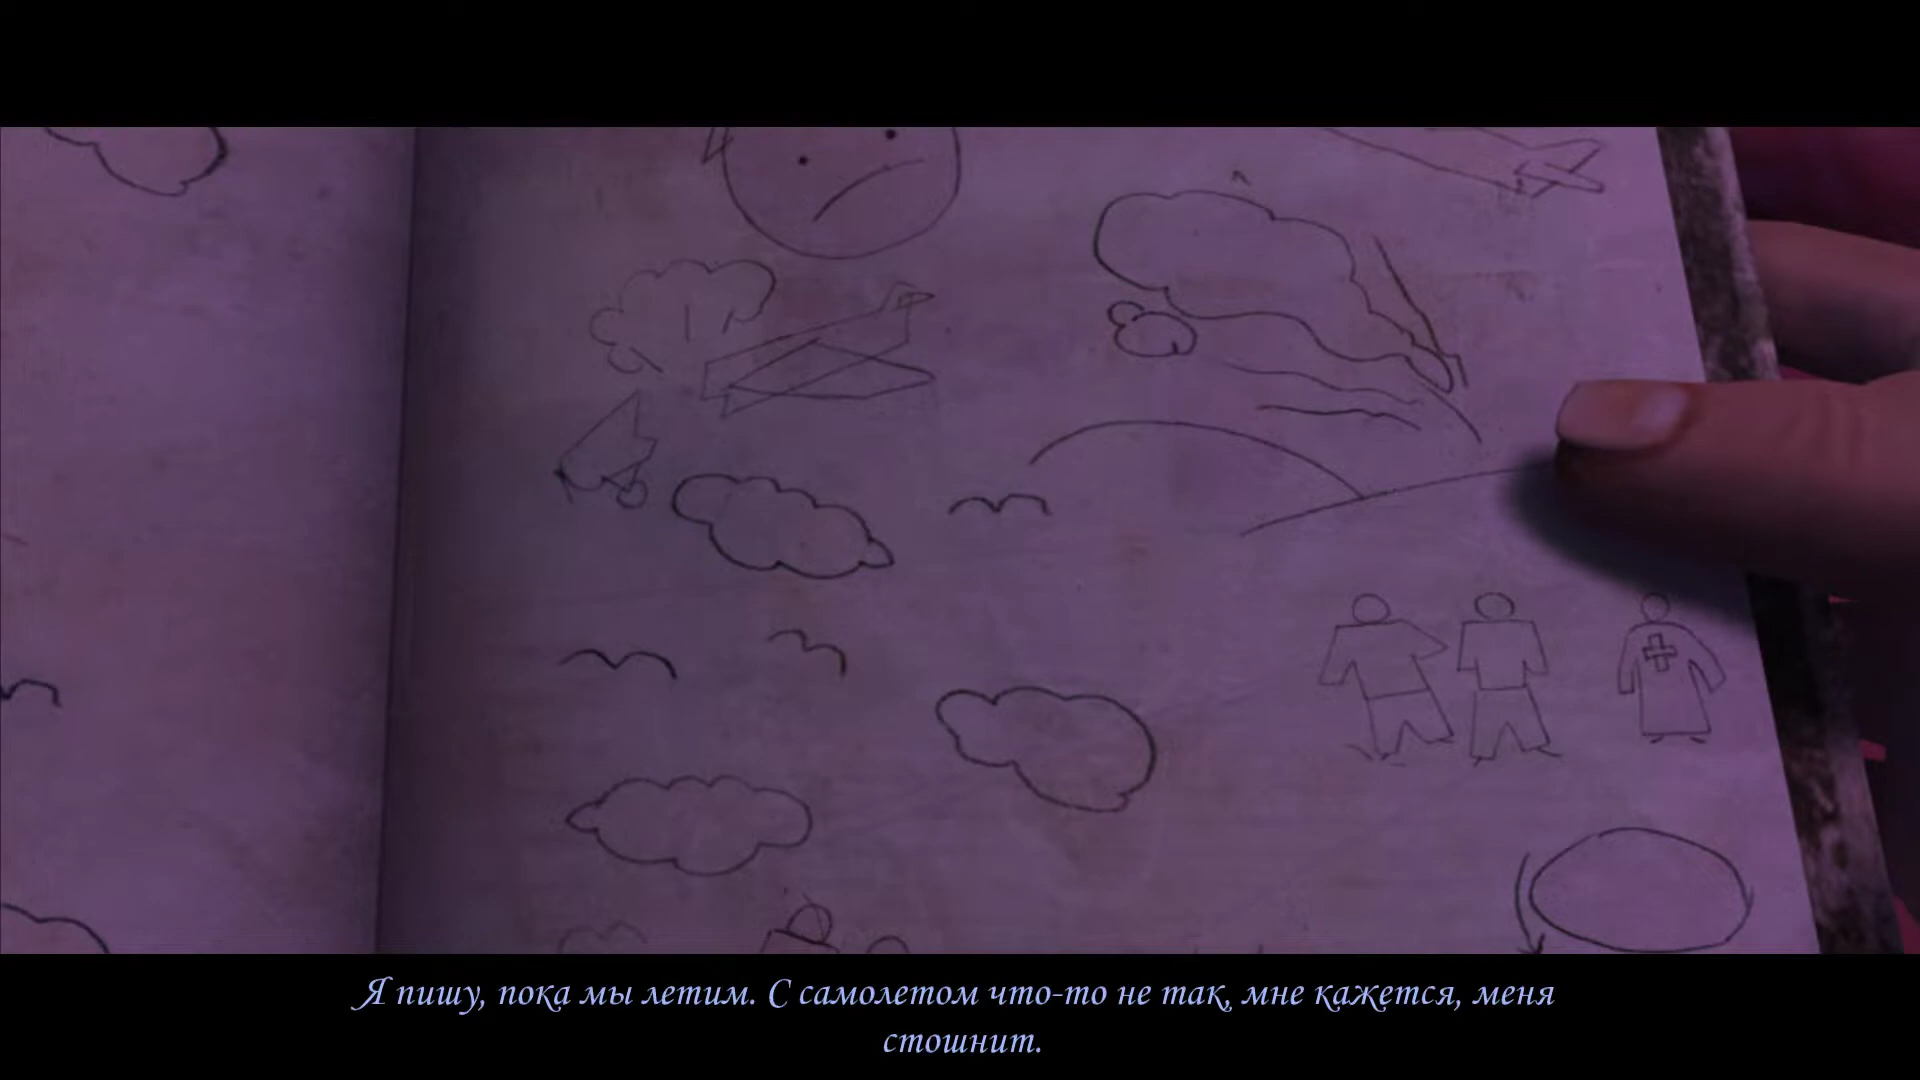 Я пишу, пока мы летим. С самолетом что-то не так, мне кажется, меня
стошнит.